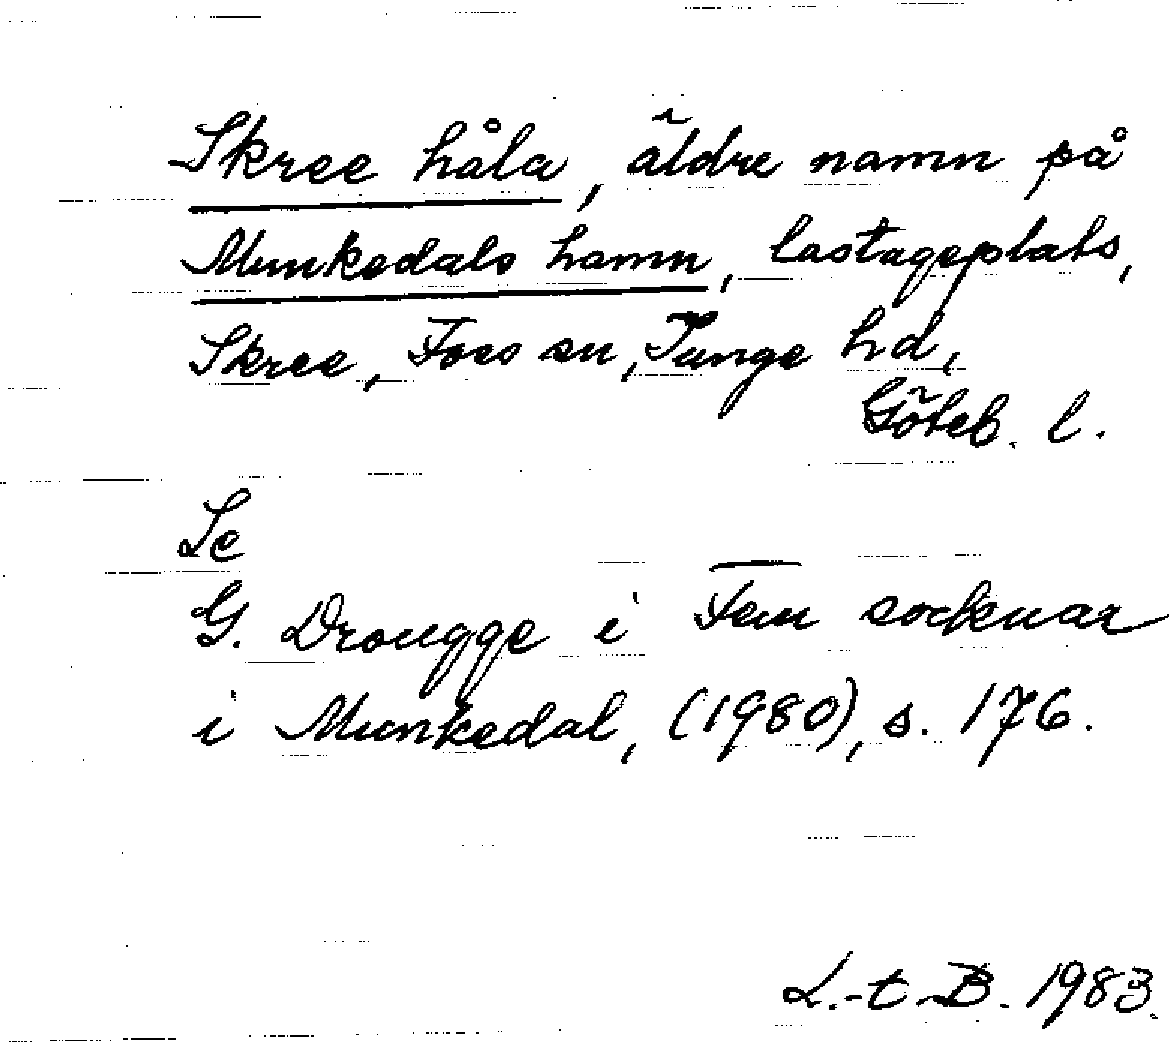 Skree håla, äldre namn på
Munkedals hamn, lastageplats,
Skree, Foss sn, Tunge hd,
Göteb. l.
Se
G. Drougge i Fem socknar
i Munkedal, (1980), s. 176.
L.-t B. 1983.